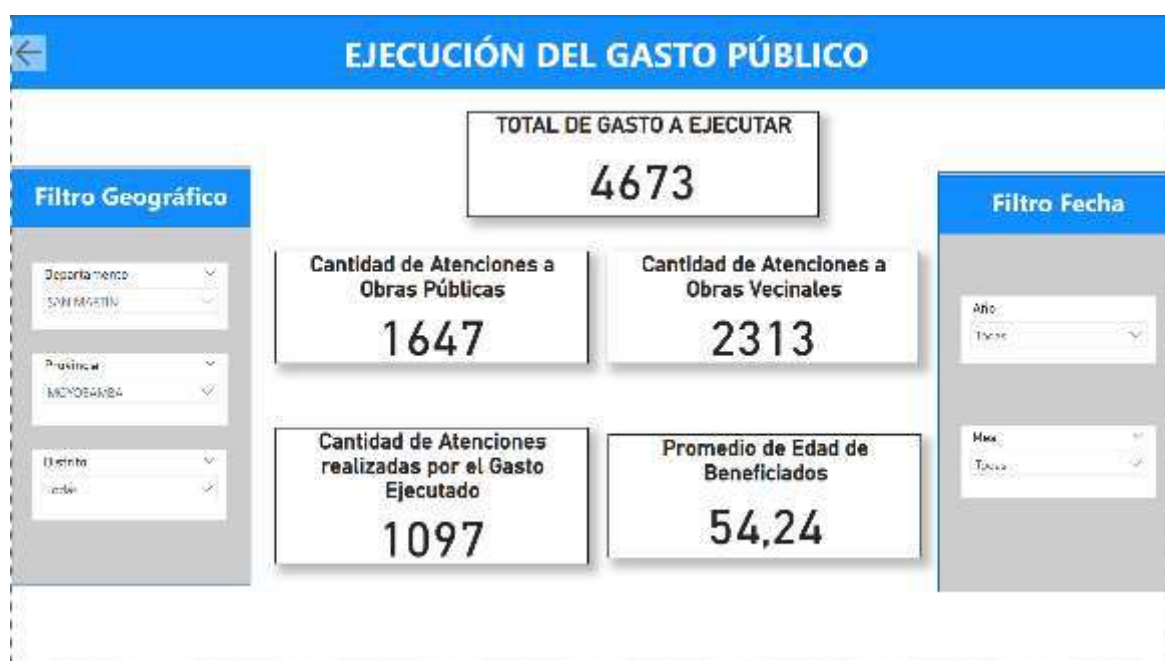 EJECUCIÓN DEL GASTO PÚBLICO
TOTAL DE GASTO A EJECUTAR
4673
Filtro Geográfico
Departamento
SAN MARTIN
Provincia
MOYOBAMBA
Distrito
Todas
Cantidad de Atenciones a
Obras Públicas
1647
Cantidad de Atenciones a
Obras Vecinales
2313
Cantidad de Atenciones
realizadas por el Gasto
Ejecutado
1097
Promedio de Edad de
Beneficiados
54,24
Filtro Fecha
Año
Todas
Mes
Todas